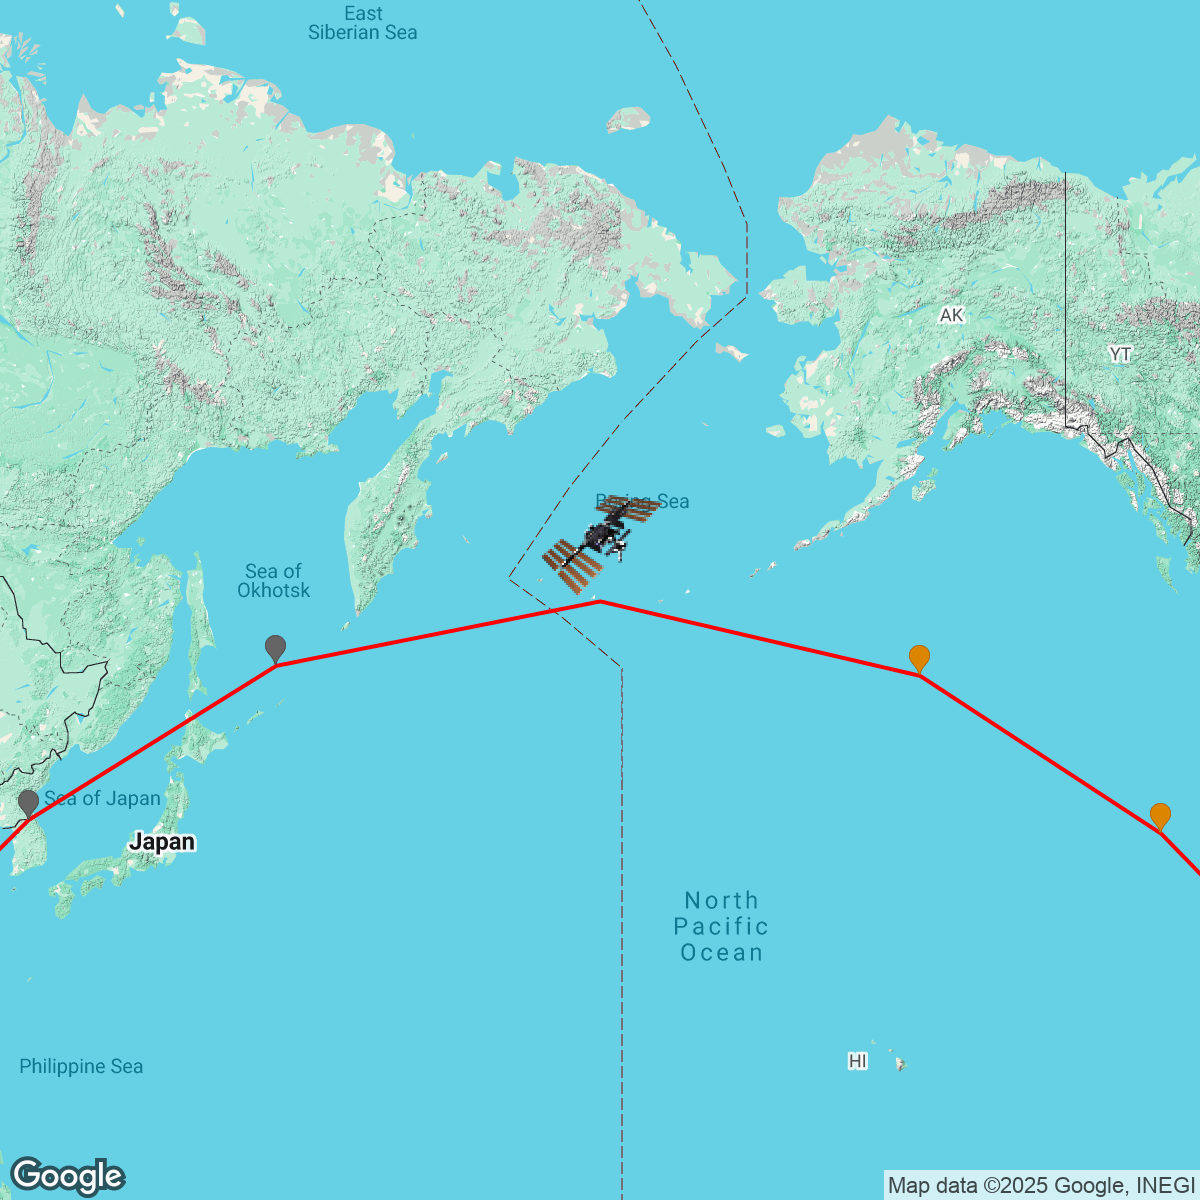 East
Siberian Sea
AK
YT
Bering Sea
Sea of
Okhotsk
Sea of Japan
Japan
North
Pacific
Ocean
HI
Philippine Sea
Google
Map data ©2025 Google, INEGI